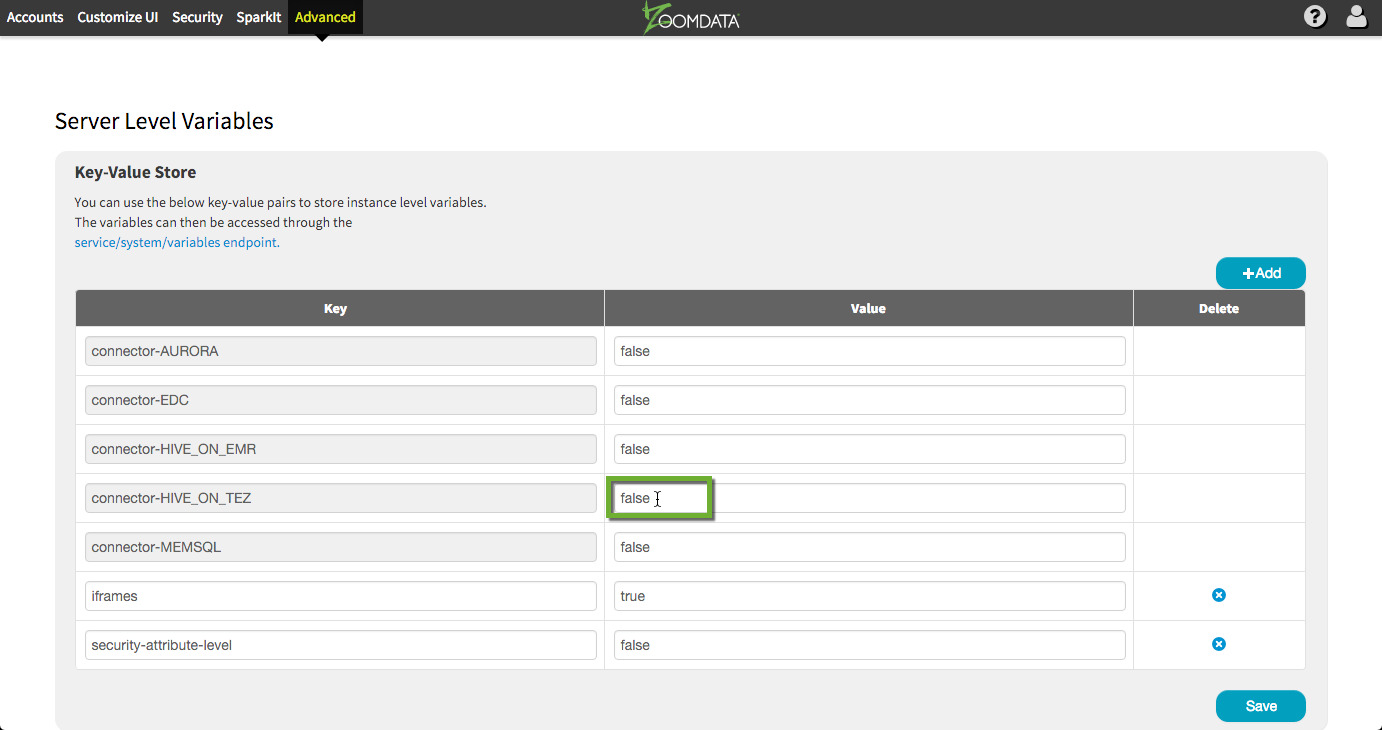 Accounts Customize UI Security SparkIt Advanced ZOOMDATA ?
Server Level Variables
Key-Value Store
You can use the below key-value pairs to store instance level variables.
The variables can then be accessed through the
service/system/variables endpoint.
+Add
Key Value Delete
connector-AURORA false
connector-EDC false
connector-HIVE_ON_EMR false
connector-HIVE_ON_TEZ false
connector-MEMSQL false
iframes true
security-attribute-level false
Save